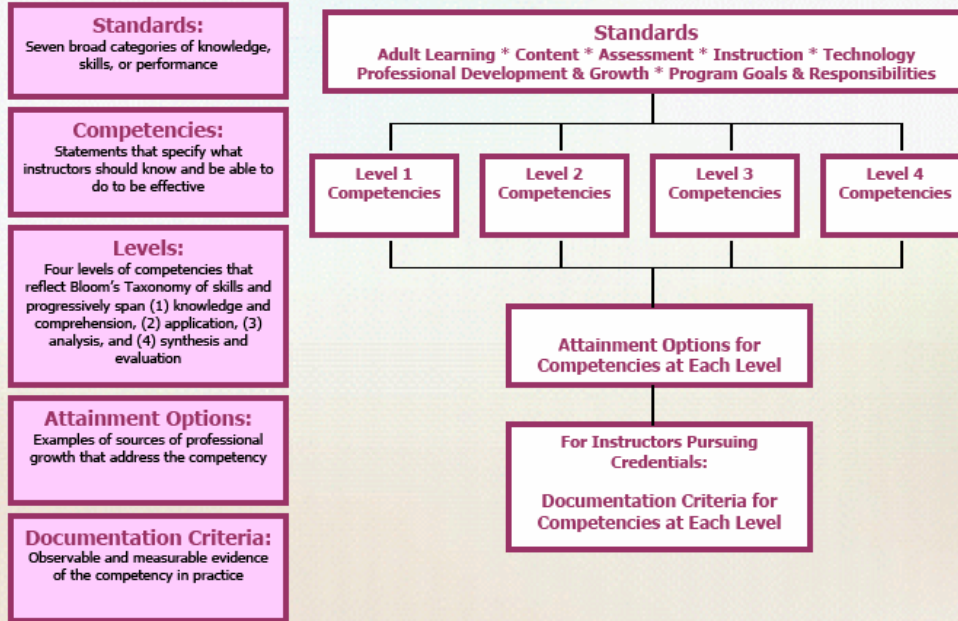 Standards:
Seven broad categories of knowledge,
skills, or performance
Competencies:
Statements that specify what
instructors should know and be able to
do to be effective
Levels:
Four levels of competencies that
reflect Bloom's Taxonomy of skills and
progressively span (1) knowledge and
comprehension, (2) application, (3)
analysis, and (4) synthesis and
evaluation
Attainment Options:
Examples of sources of professional
growth that address the competency
Documentation Criteria:
Observable and measurable evidence
of the competency in practice
Standards
Adult Learning * Content * Assessment * Instruction * Technology
Professional Development & Growth * Program Goals & Responsibilities
Level 1
Competencies
Level 2
Competencies
Level 3
Competencies
Level 4
Competencies
Attainment Options for
Competencies at Each Level
For Instructors Pursuing
Credentials:
Documentation Criteria for
Competencies at Each Level